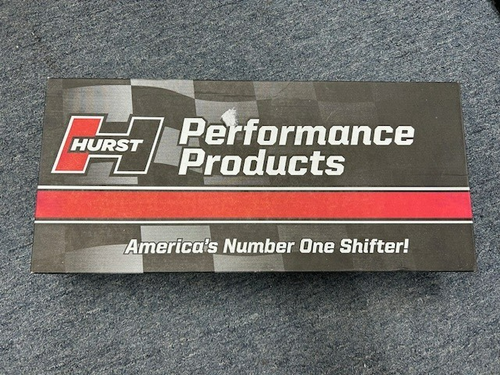 HURST
Performance
Products
America's Number One Shifter!